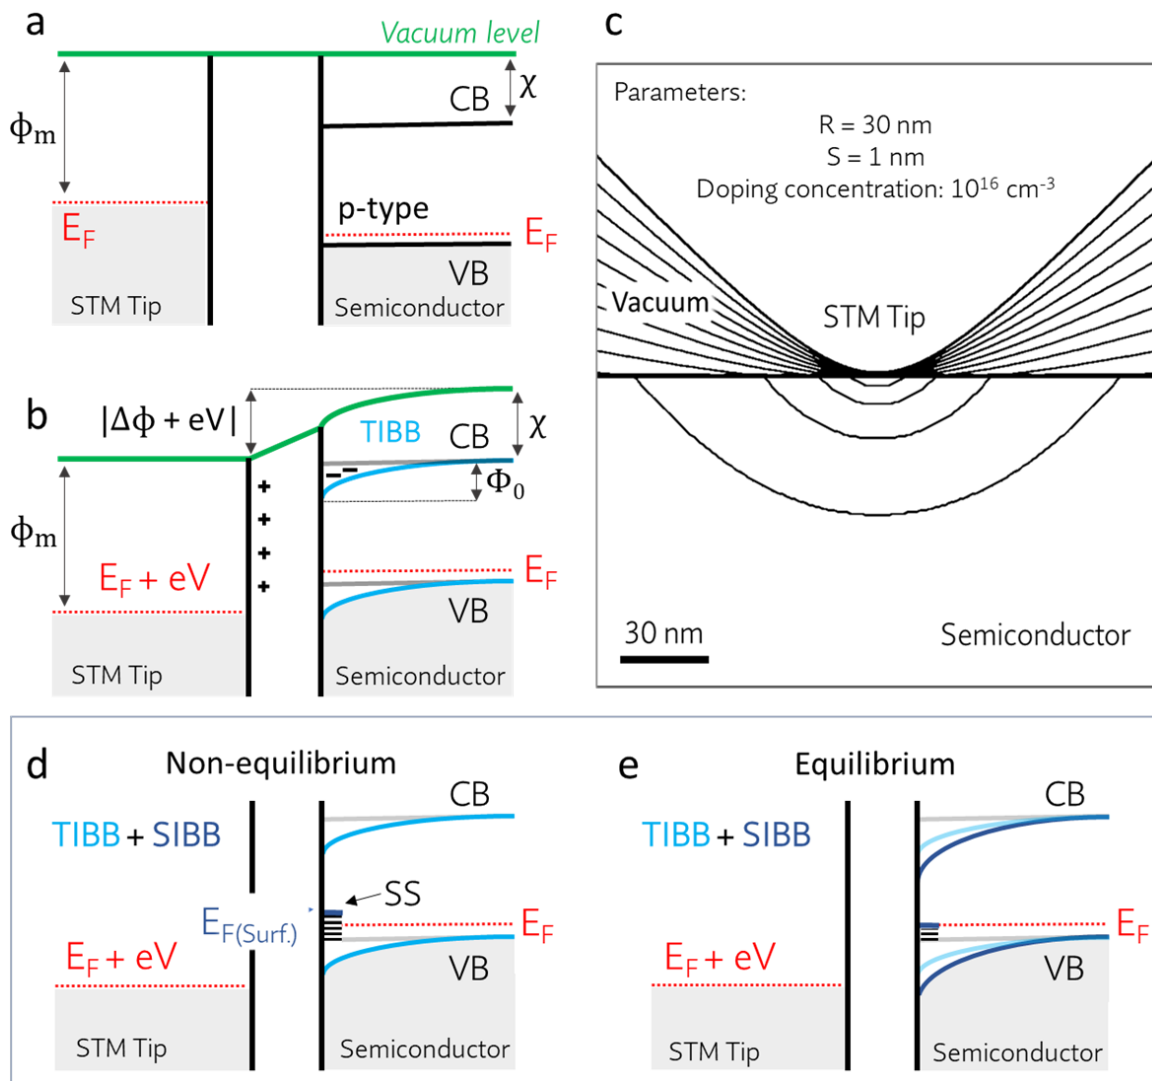 a
Vacuum level
χ
CB
ϕm
p-type
EF
EF
VB
STM Tip
Semiconductor
b
|Δϕ + eV|
TIBB
CB
χ
Φ0
ϕm
+
+
+
+
EF + eV
EF
VB
STM Tip
Semiconductor
c
Parameters:
R = 30 nm
S = 1 nm
Doping concentration: 10¹⁶ cm⁻³
Vacuum
STM Tip
30 nm
Semiconductor
d
Non-equilibrium
CB
TIBB + SIBB
SS
EF(Surf.)
EF
EF + eV
VB
STM Tip
Semiconductor
e
Equilibrium
CB
TIBB + SIBB
EF
EF + eV
VB
STM Tip
Semiconductor